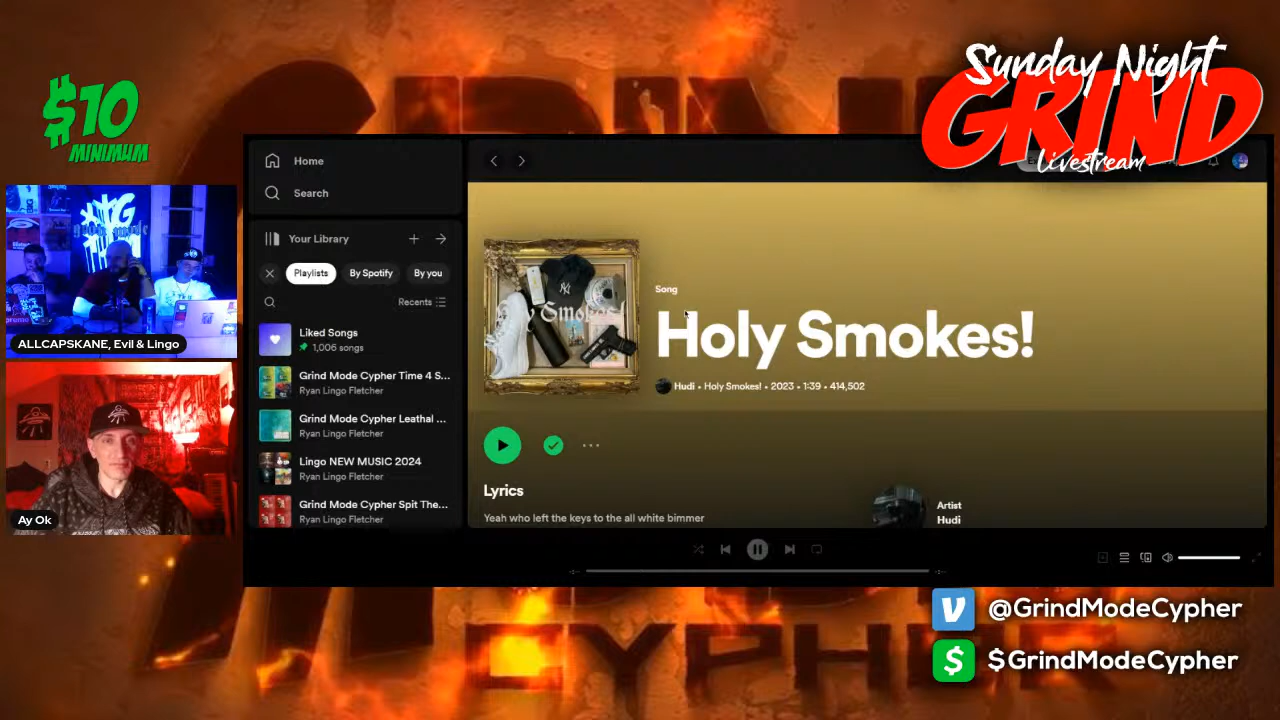 $10
MINIMUM
Sunday Night
GRIND
Livestream
Home
Search
Your Library
Playlists
By Spotify
By you
Recents
Liked Songs
1,006 songs
Grind Mode Cypher Time 4 S...
Ryan Lingo Fletcher
Grind Mode Cypher Leathal ...
Ryan Lingo Fletcher
Lingo NEW MUSIC 2024
Ryan Lingo Fletcher
Grind Mode Cypher Spit The...
Ryan Lingo Fletcher
Song
Holy Smokes!
Hudi • Holy Smokes! • 2023 • 1:39 • 414,502
Lyrics
Yeah who left the keys to the all white bimmer
Artist
Hudi
ALLCAPSKANE, Evil & Lingo
Ay Ok
CYPHER
@GrindModeCypher
$GrindModeCypher